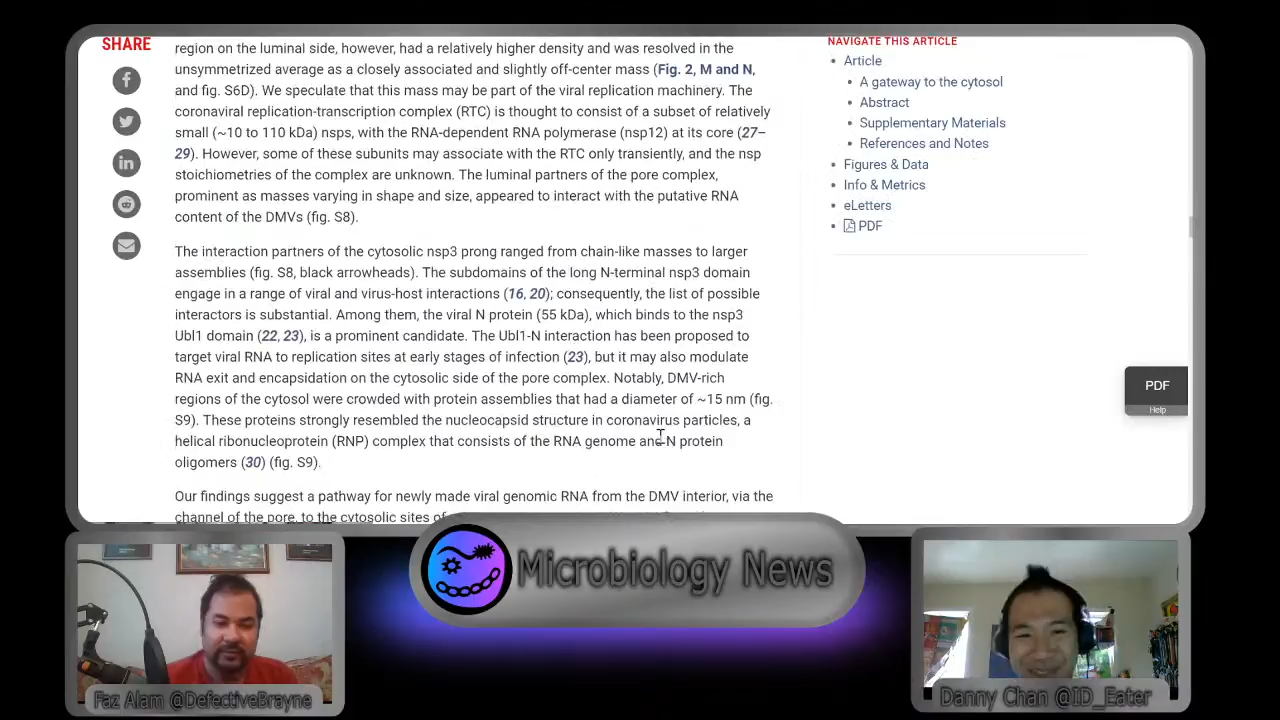 SHARE
region on the luminal side, however, had a relatively higher density and was resolved in the
unsymmetrized average as a closely associated and slightly off-center mass (Fig. 2, M and N,
and fig. S6D). We speculate that this mass may be part of the viral replication machinery. The
coronaviral replication-transcription complex (RTC) is thought to consist of a subset of relatively
small (~10 to 110 kDa) nsps, with the RNA-dependent RNA polymerase (nsp12) at its core (27–
29). However, some of these subunits may associate with the RTC only transiently, and the nsp
stoichiometries of the complex are unknown. The luminal partners of the pore complex,
prominent as masses varying in shape and size, appeared to interact with the putative RNA
content of the DMVs (fig. S8).
The interaction partners of the cytosolic nsp3 prong ranged from chain-like masses to larger
assemblies (fig. S8, black arrowheads). The subdomains of the long N-terminal nsp3 domain
engage in a range of viral and virus-host interactions (16, 20); consequently, the list of possible
interactors is substantial. Among them, the viral N protein (55 kDa), which binds to the nsp3
Ubl1 domain (22, 23), is a prominent candidate. The Ubl1-N interaction has been proposed to
target viral RNA to replication sites at early stages of infection (23), but it may also modulate
RNA exit and encapsidation on the cytosolic side of the pore complex. Notably, DMV-rich
regions of the cytosol were crowded with protein assemblies that had a diameter of ~15 nm (fig.
S9). These proteins strongly resembled the nucleocapsid structure in coronavirus particles, a
helical ribonucleoprotein (RNP) complex that consists of the RNA genome and N protein
oligomers (30) (fig. S9).
Our findings suggest a pathway for newly made viral genomic RNA from the DMV interior, via the
channel of the pore, to the cytosolic sites of
NAVIGATE THIS ARTICLE
Article
A gateway to the cytosol
Abstract
Supplementary Materials
References and Notes
Figures & Data
Info & Metrics
eLetters
PDF
PDF
Help
Microbiology News
Faz Alam @DefectiveBrayne
Danny Chan @ID_Eater